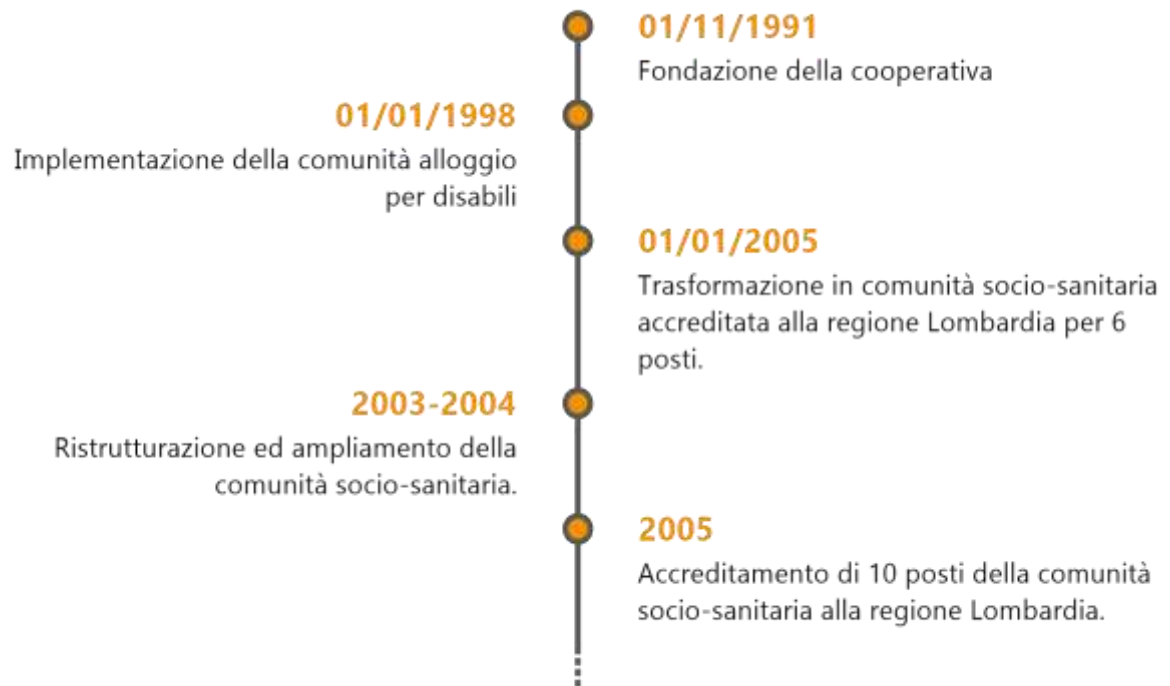 01/11/1991
Fondazione della cooperativa
01/01/1998
Implementazione della comunità alloggio
per disabili
01/01/2005
Trasformazione in comunità socio-sanitaria
accreditata alla regione Lombardia per 6
posti.
2003-2004
Ristrutturazione ed ampliamento della
comunità socio-sanitaria.
2005
Accreditamento di 10 posti della comunità
socio-sanitaria alla regione Lombardia.